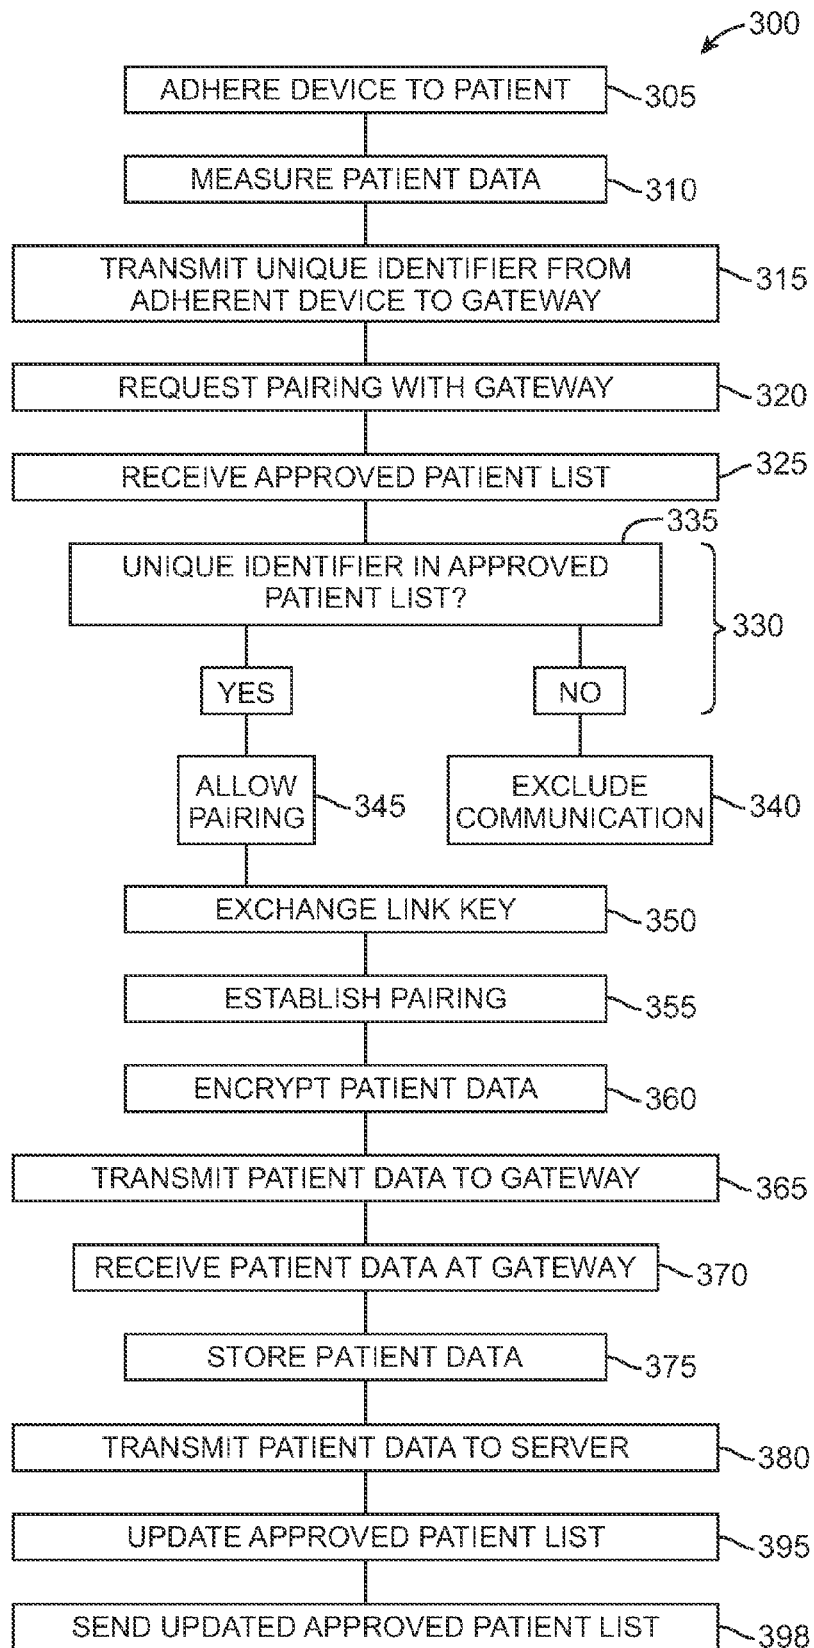 300
ADHERE DEVICE TO PATIENT
305
MEASURE PATIENT DATA
310
TRANSMIT UNIQUE IDENTIFIER FROM
ADHERENT DEVICE TO GATEWAY
315
REQUEST PAIRING WITH GATEWAY
320
RECEIVE APPROVED PATIENT LIST
325
335
UNIQUE IDENTIFIER IN APPROVED
PATIENT LIST?
330
YES
NO
ALLOW
PAIRING
345
EXCLUDE
COMMUNICATION
340
EXCHANGE LINK KEY
350
ESTABLISH PAIRING
355
ENCRYPT PATIENT DATA
360
TRANSMIT PATIENT DATA TO GATEWAY
365
RECEIVE PATIENT DATA AT GATEWAY
370
STORE PATIENT DATA
375
TRANSMIT PATIENT DATA TO SERVER
380
UPDATE APPROVED PATIENT LIST
395
SEND UPDATED APPROVED PATIENT LIST
398